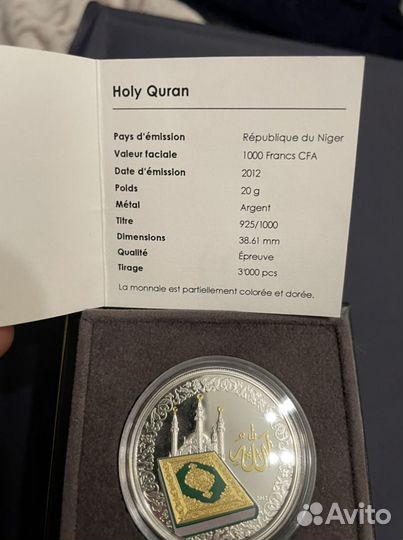 Holy Quran
Pays d'émission République du Niger
Valeur faciale 1000 Francs CFA
Date d'émission 2012
Poids 20 g
Métal Argent
Titre 925/1000
Dimensions 38.61 mm
Qualité Épreuve
Tirage 3'000 pcs
La monnaie est partiellement colorée et dorée.
الله
Avito